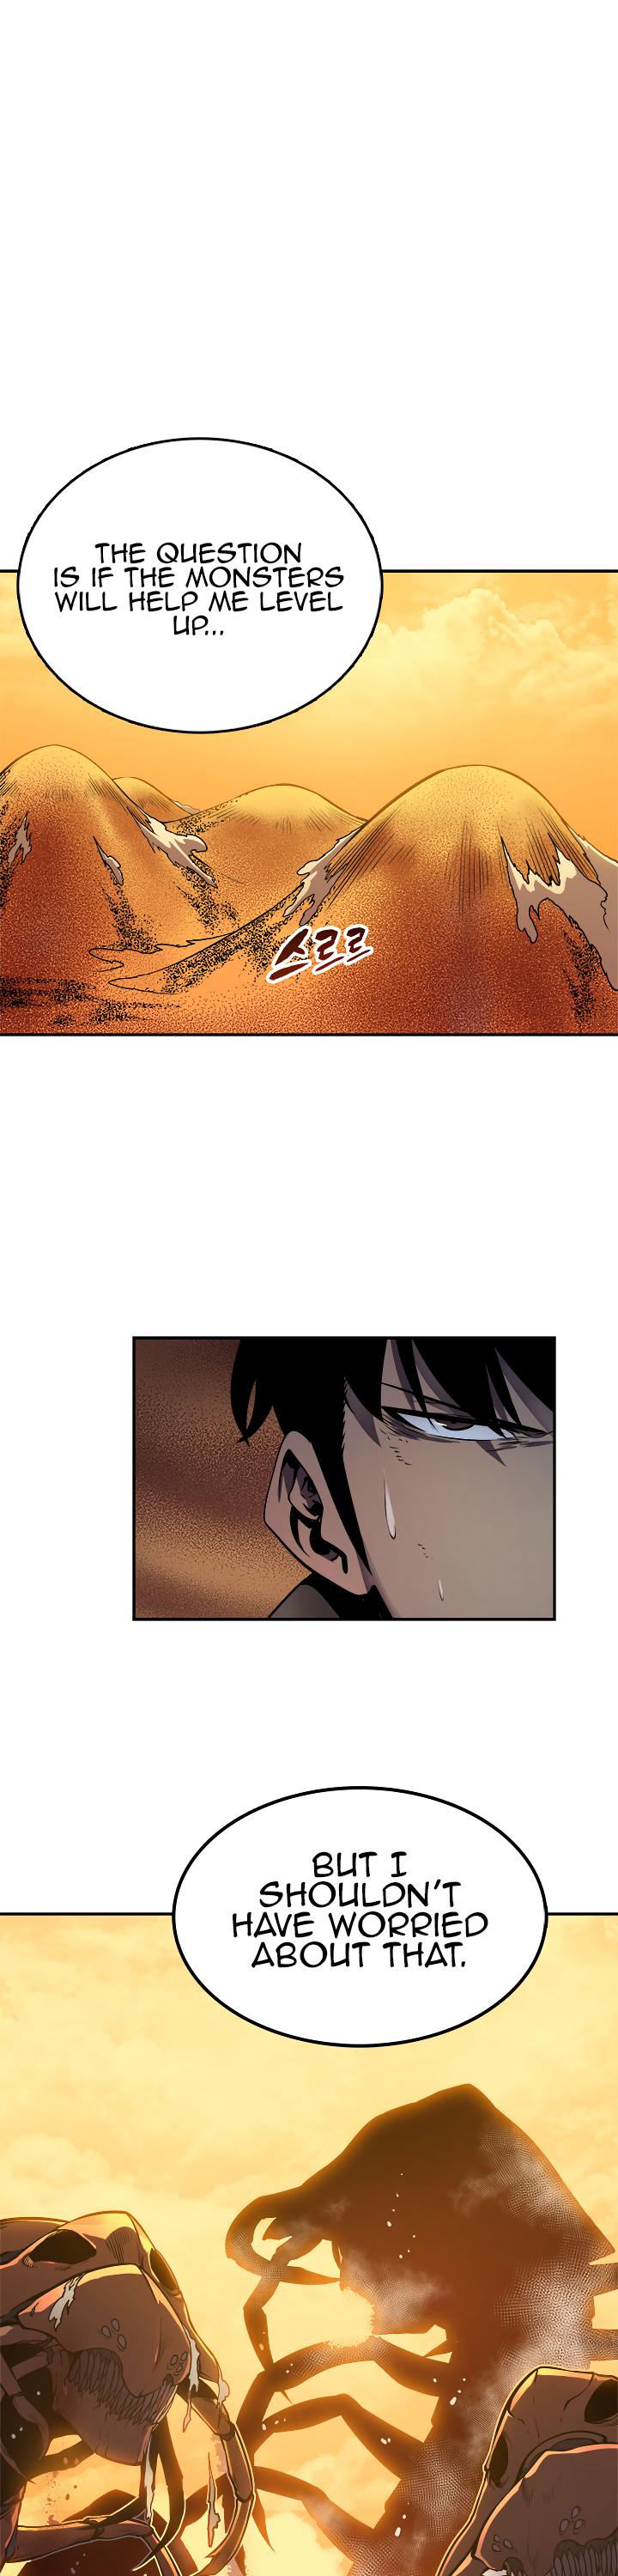 THE QUESTION
IS IF THE MONSTERS
WILL HELP ME LEVEL
UP...
스르르
BUT I
SHOULDN'T
HAVE WORRIED
ABOUT THAT.